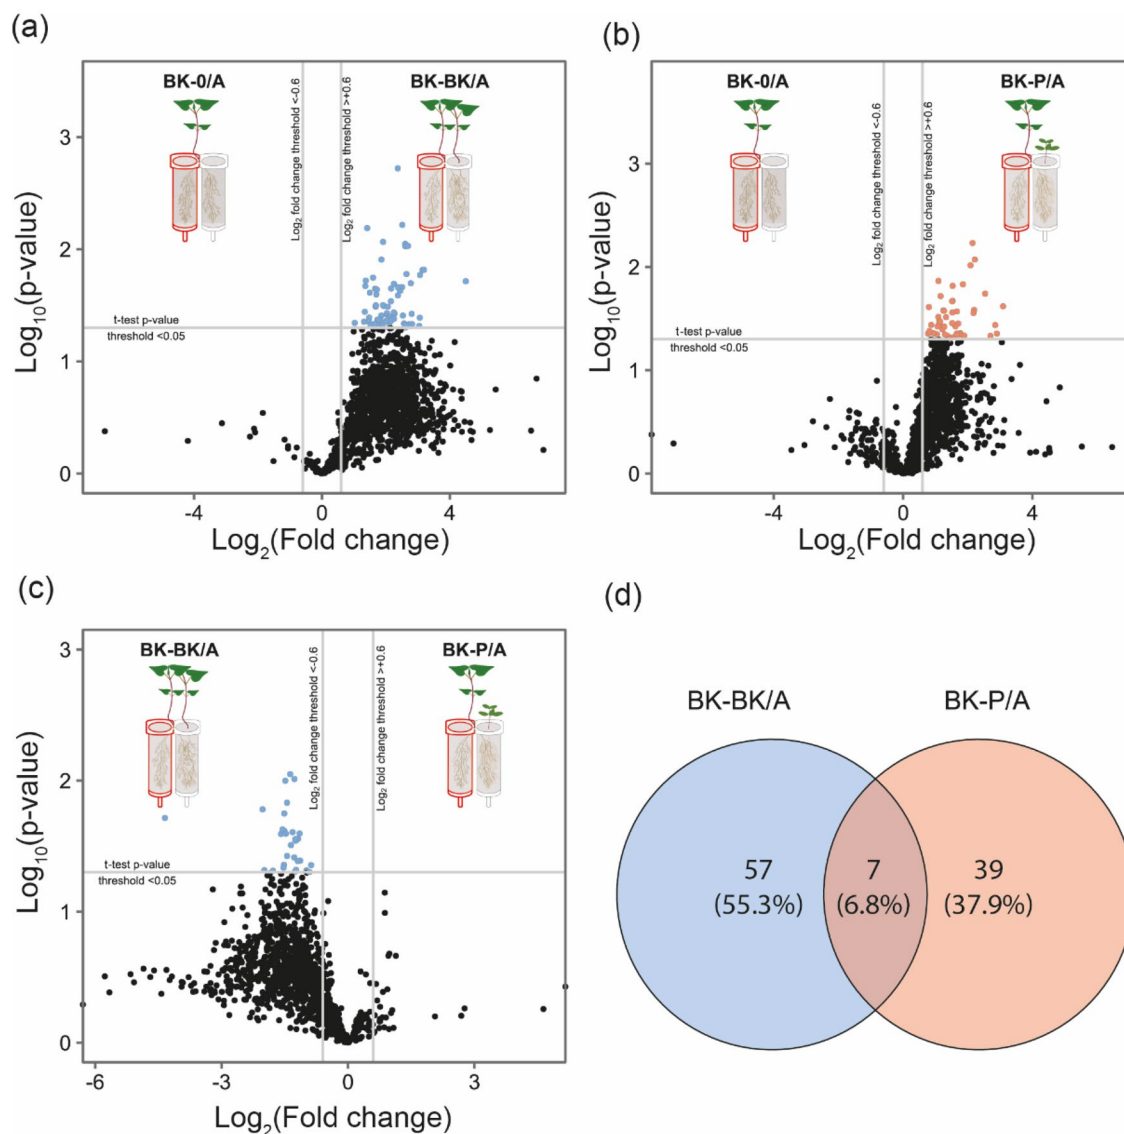 (a)
BK-0/A
BK-BK/A
Log2 fold change threshold <-0.6
Log2 fold change threshold >+0.6
t-test p-value
threshold <0.05
Log10(p-value)
3
2
1
0
-4
0
4
Log2(Fold change)
(b)
BK-0/A
BK-P/A
Log2 fold change threshold <-0.6
Log2 fold change threshold >+0.6
t-test p-value
threshold <0.05
Log10(p-value)
3
2
1
0
-4
0
4
Log2(Fold change)
(c)
BK-BK/A
BK-P/A
Log2 fold change threshold <-0.6
Log2 fold change threshold >+0.6
t-test p-value
threshold <0.05
Log10(p-value)
3
2
1
0
-6
-3
0
3
Log2(Fold change)
(d)
BK-BK/A
BK-P/A
57
(55.3%)
7
(6.8%)
39
(37.9%)